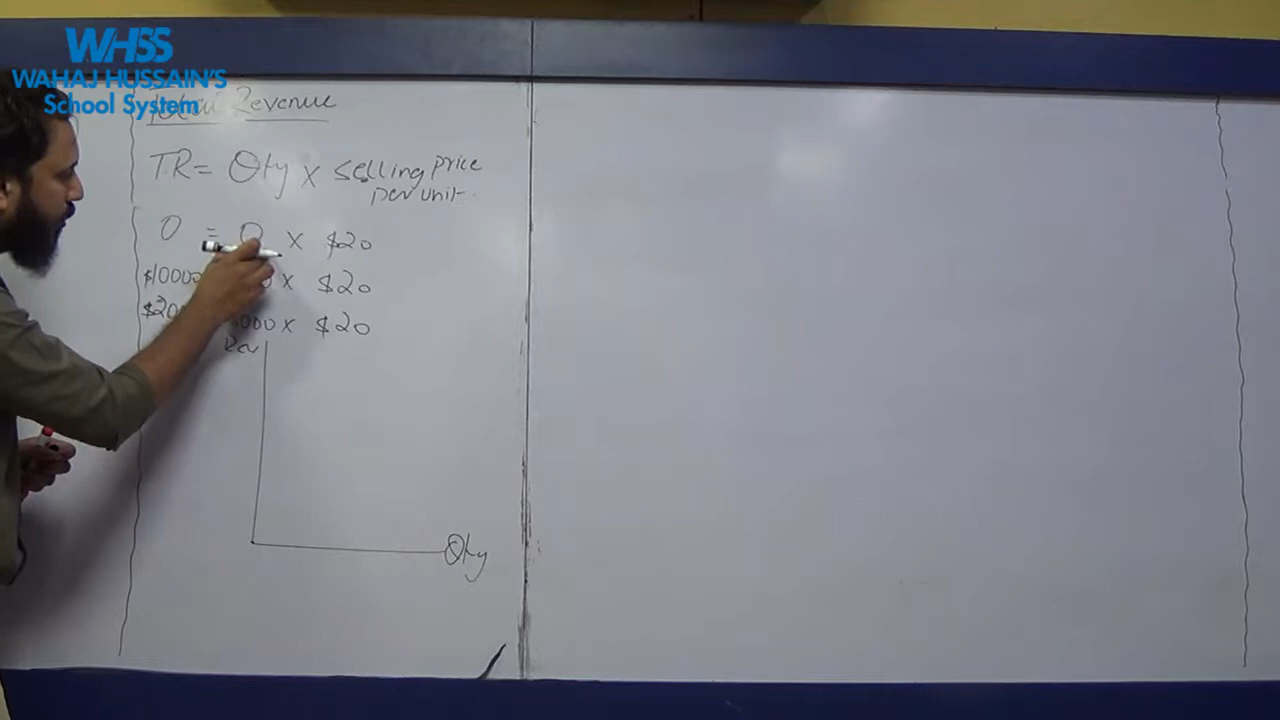 WHSS
WAHAJ HUSSAIN'S
School System
Revenue
TR= Qty x selling price
per unit
0 = 0 x $20
$10000 x $20
000 x $20
Rev
Qty